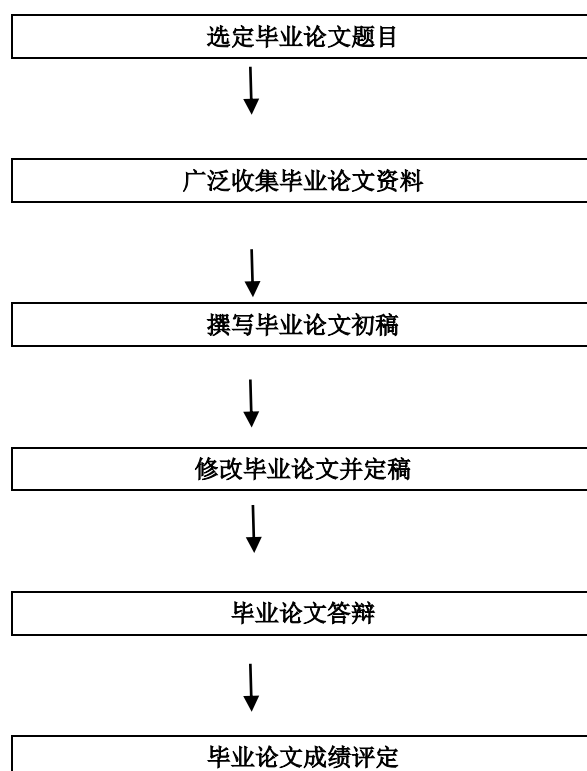 选定毕业论文题目
广泛收集毕业论文资料
撰写毕业论文初稿
修改毕业论文并定稿
毕业论文答辩
毕业论文成绩评定